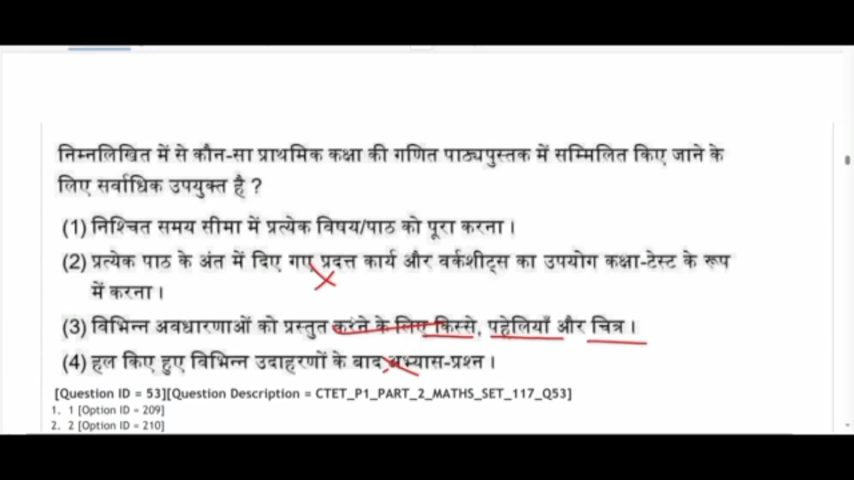 निम्नलिखित में से कौन-सा प्राथमिक कक्षा की गणित पाठ्यपुस्तक में सम्मिलित किए जाने के
लिए सर्वाधिक उपयुक्त है ?
(1) निश्चित समय सीमा में प्रत्येक विषय/पाठ को पूरा करना ।
(2) प्रत्येक पाठ के अंत में दिए गए प्रदत्त कार्य और वर्कशीट्स का उपयोग कक्षा-टेस्ट के रूप
में करना ।
(3) विभिन्न अवधारणाओं को प्रस्तुत करने के लिए किस्से, पहेलियाँ और चित्र ।
(4) हल किए हुए विभिन्न उदाहरणों के बाद अभ्यास-प्रश्न ।
[Question ID = 53][Question Description = CTET_P1_PART_2_MATHS_SET_117_Q53]
1. 1 [Option ID = 209]
2. 2 [Option ID = 210]